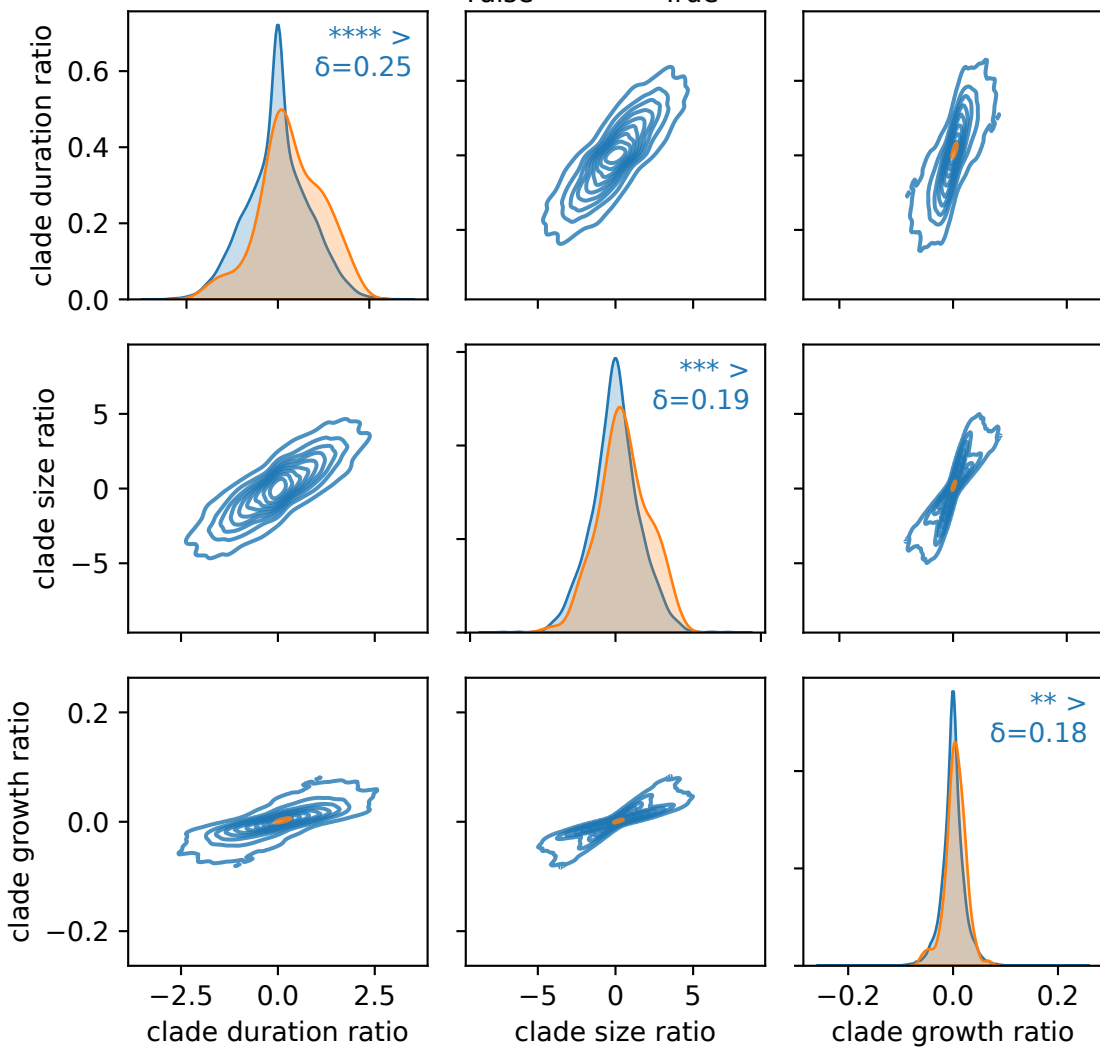 clade duration ratio
0.6
0.4
0.2
0.0
**** >
δ=0.25
clade size ratio
5
0
−5
*** >
δ=0.19
clade growth ratio
0.2
0.0
−0.2
** >
δ=0.18
−2.5 0.0 2.5
−5 0 5
−0.2 0.0 0.2
clade duration ratio
clade size ratio
clade growth ratio